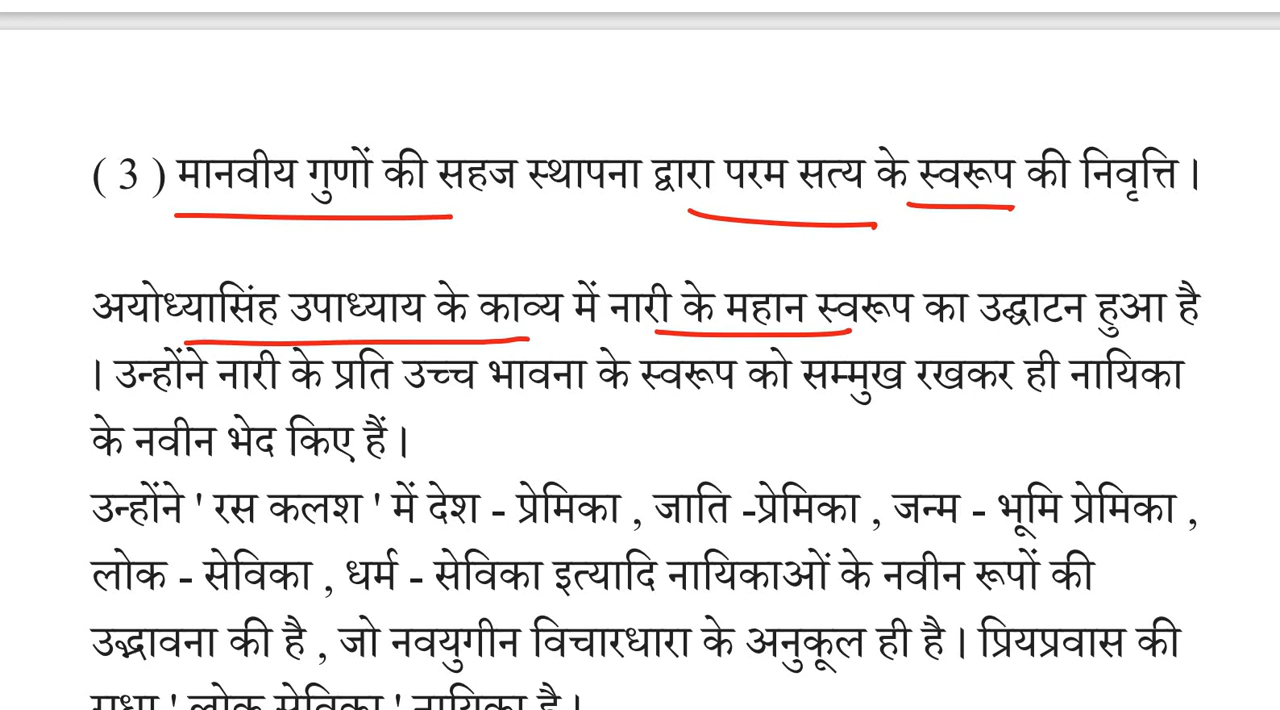 ( 3 ) मानवीय गुणों की सहज स्थापना द्वारा परम सत्य के स्वरूप की निवृत्ति ।
अयोध्यासिंह उपाध्याय के काव्य में नारी के महान स्वरूप का उद्घाटन हुआ है
। उन्होंने नारी के प्रति उच्च भावना के स्वरूप को सम्मुख रखकर ही नायिका
के नवीन भेद किए हैं ।
उन्होंने ' रस कलश ' में देश - प्रेमिका , जाति -प्रेमिका , जन्म - भूमि प्रेमिका ,
लोक - सेविका , धर्म - सेविका इत्यादि नायिकाओं के नवीन रूपों की
उद्भावना की है , जो नवयुगीन विचारधारा के अनुकूल ही है । प्रियप्रवास की
राधा ' लोक सेविका ' नायिका है ।